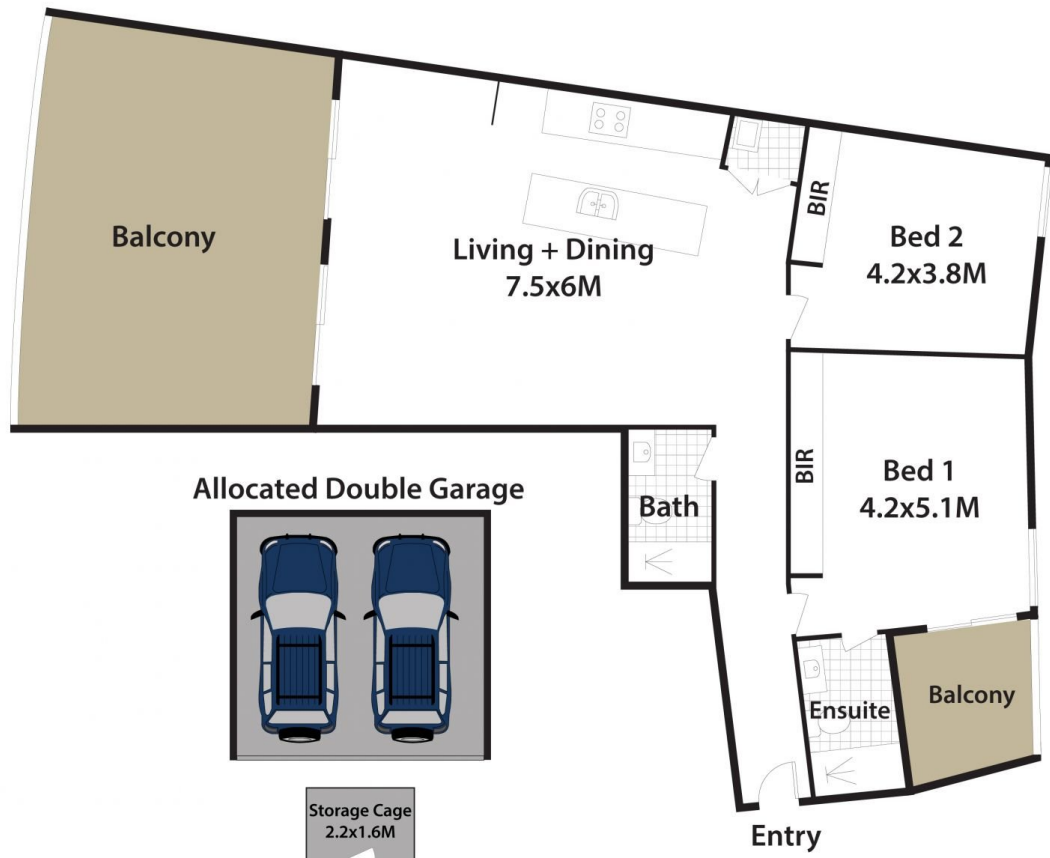 Balcony
Living + Dining
7.5x6M
BIR
Bed 2
4.2x3.8M
BIR
Bed 1
4.2x5.1M
Allocated Double Garage
Bath
Ensuite
Balcony
Storage Cage
2.2x1.6M
Entry